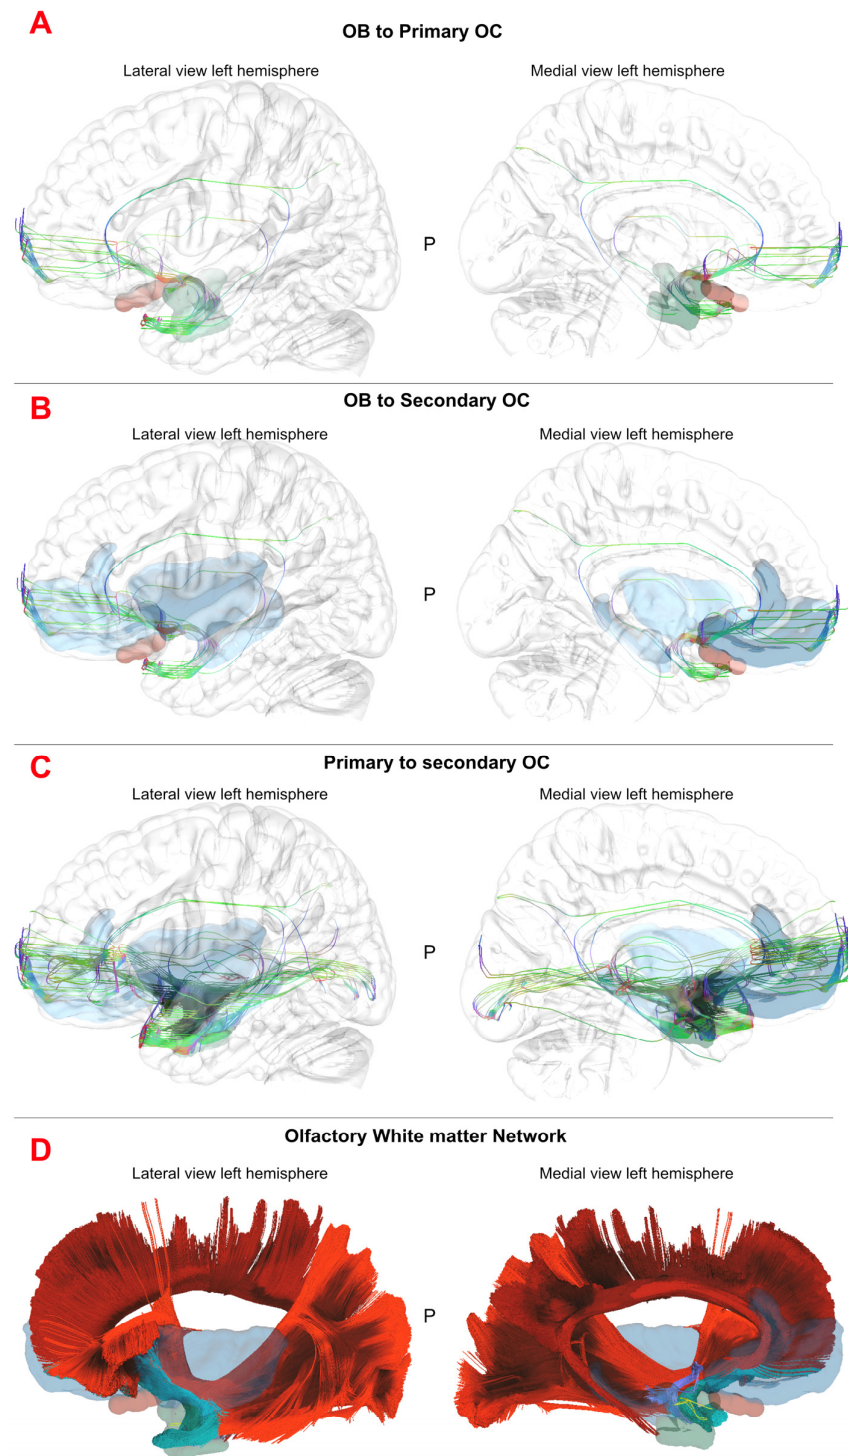 A
OB to Primary OC
Lateral view left hemisphere
Medial view left hemisphere
P
B
OB to Secondary OC
Lateral view left hemisphere
Medial view left hemisphere
P
C
Primary to secondary OC
Lateral view left hemisphere
Medial view left hemisphere
P
D
Olfactory White matter Network
Lateral view left hemisphere
Medial view left hemisphere
P